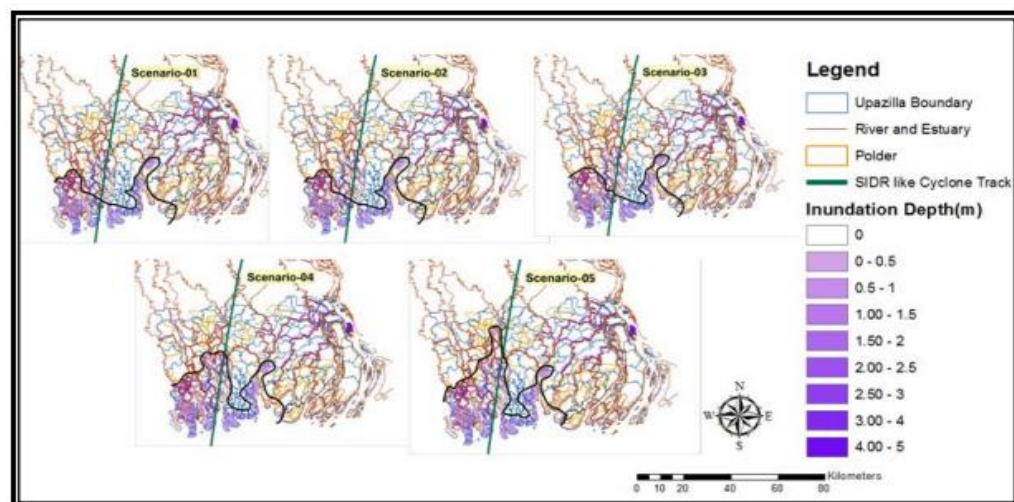 Scenario-01
Scenario-02
Scenario-03
Scenario-04
Scenario-05
Legend
Upazilla Boundary
River and Estuary
Polder
SIDR like Cyclone Track
Inundation Depth(m)
0
0 - 0.5
0.5 - 1
1.00 - 1.5
1.50 - 2
2.00 - 2.5
2.50 - 3
3.00 - 4
4.00 - 5
N
W E
S
Kilometers
0 10 20 40 60 80